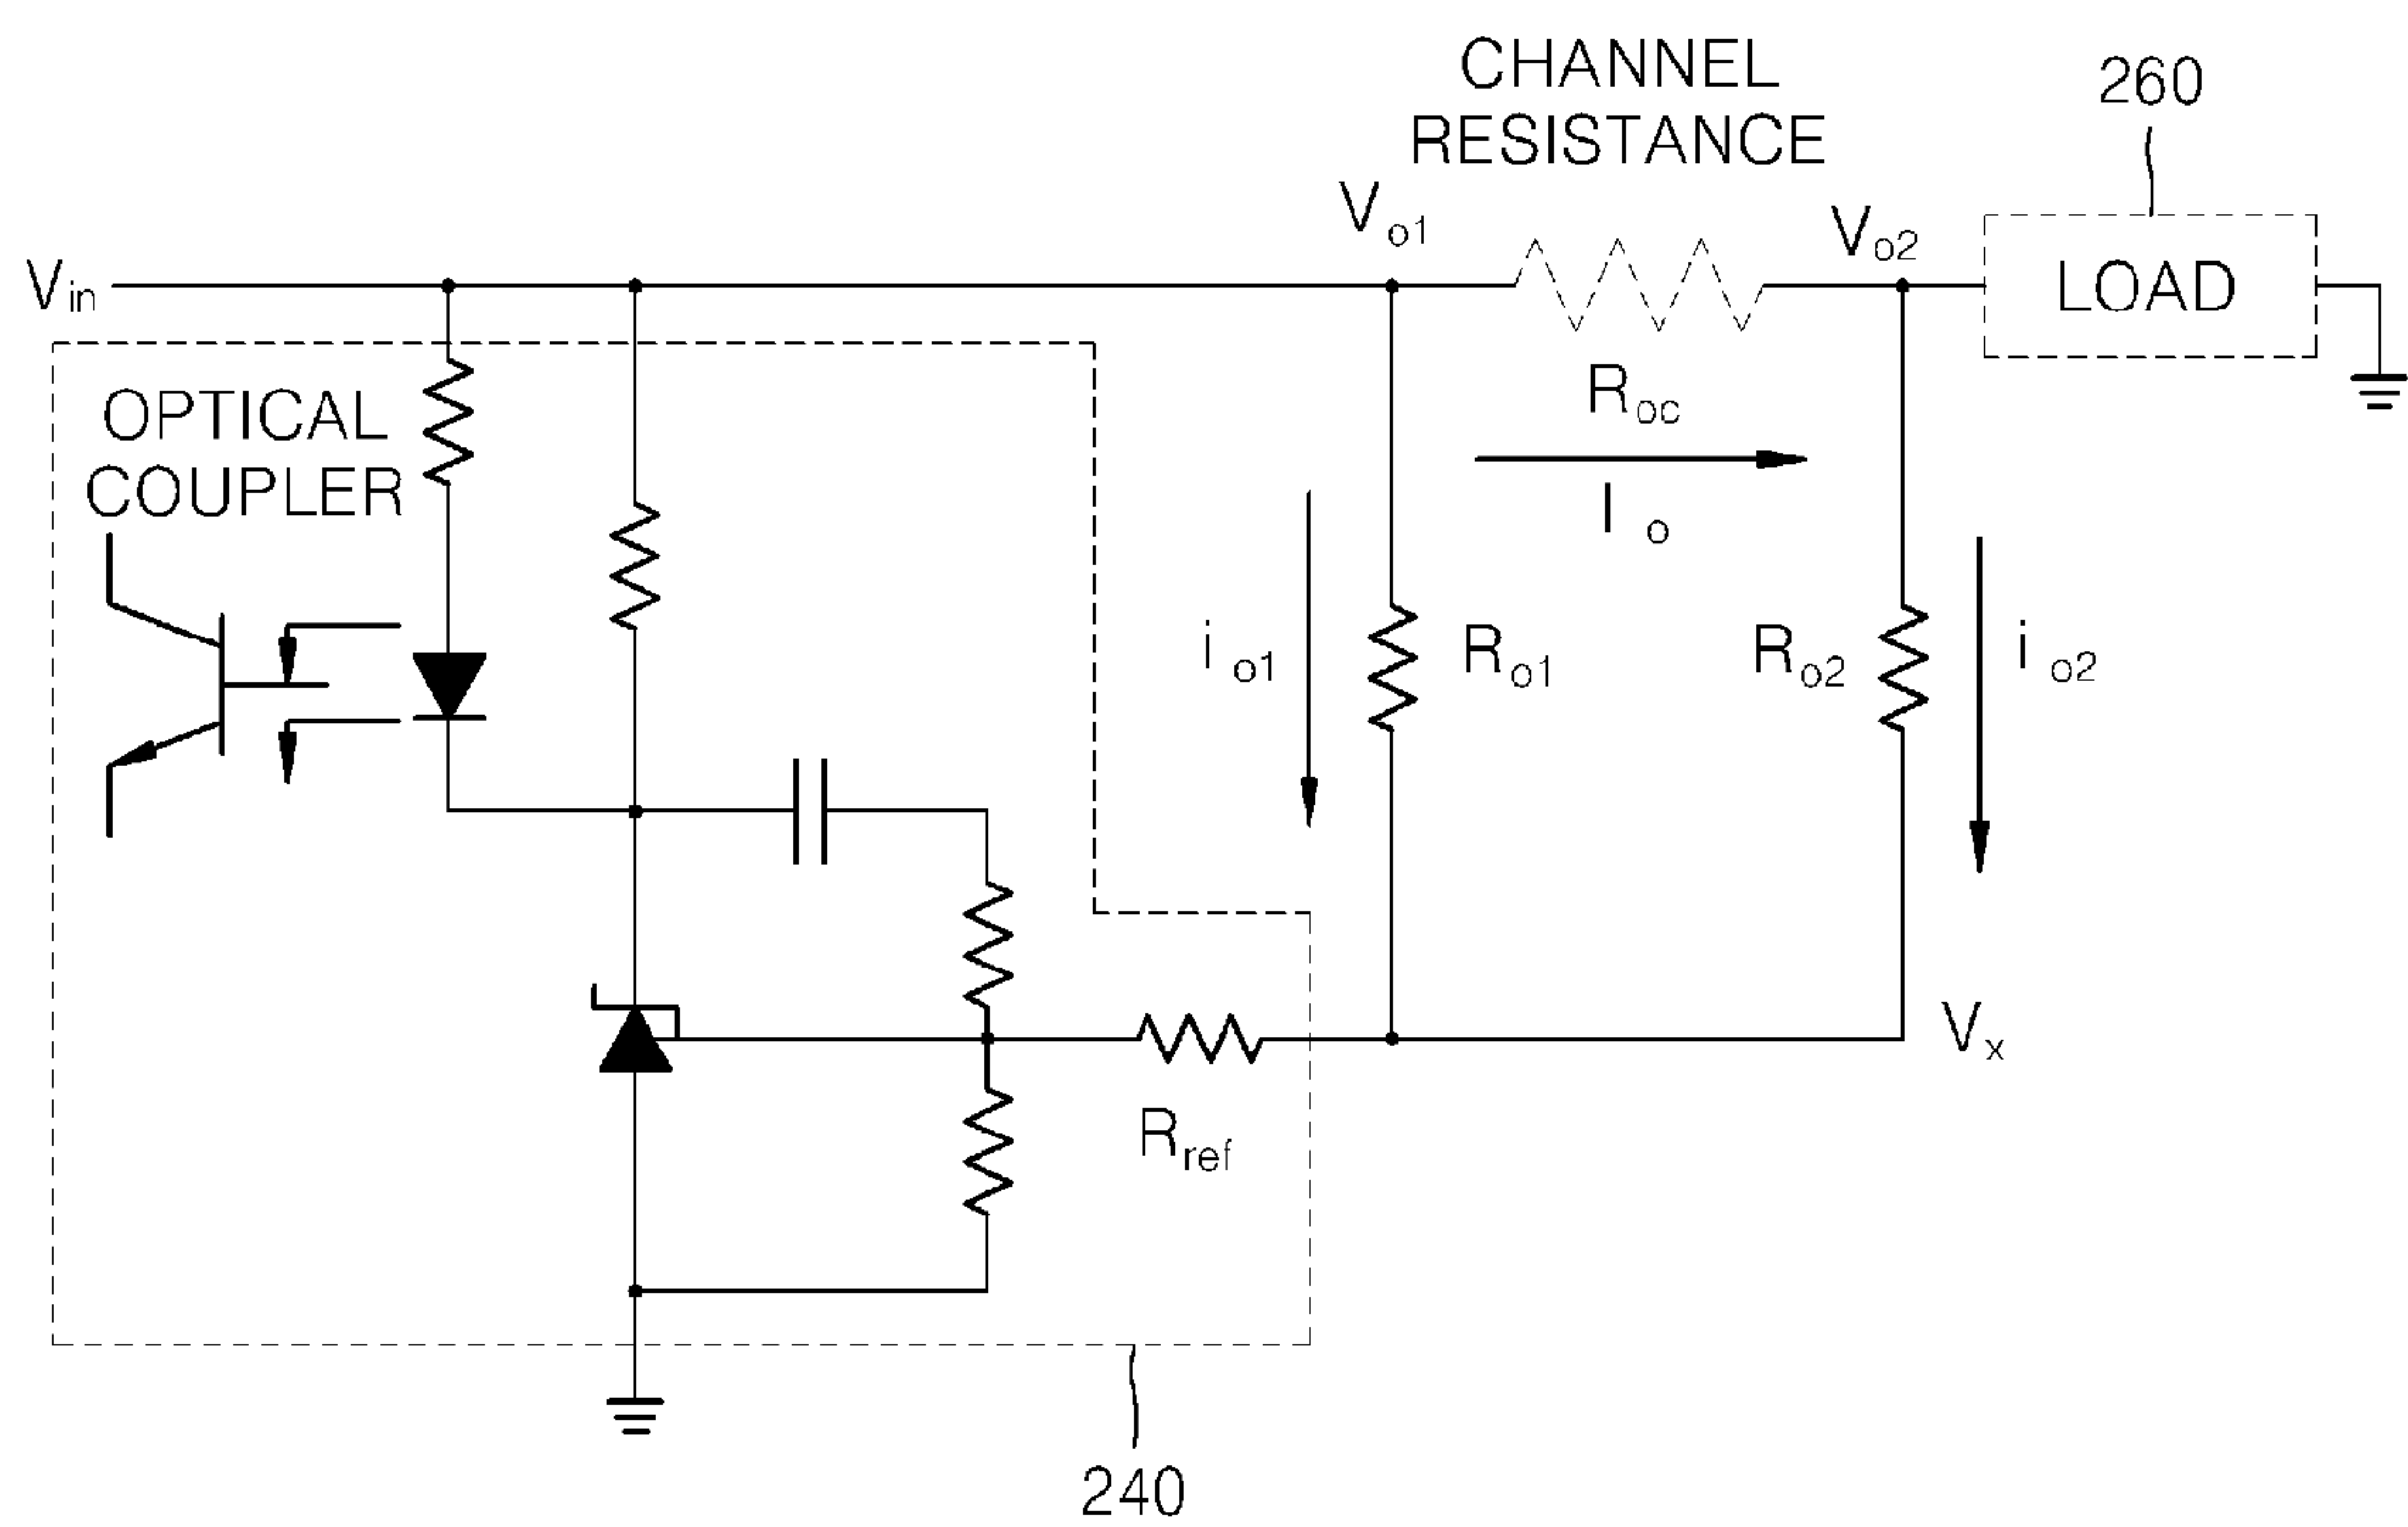 CHANNEL
RESISTANCE
260
Vo1
Vo2
Vin
LOAD
Roc
OPTICAL
COUPLER
Io
io1
Ro1
Ro2
io2
Vx
Rref
240